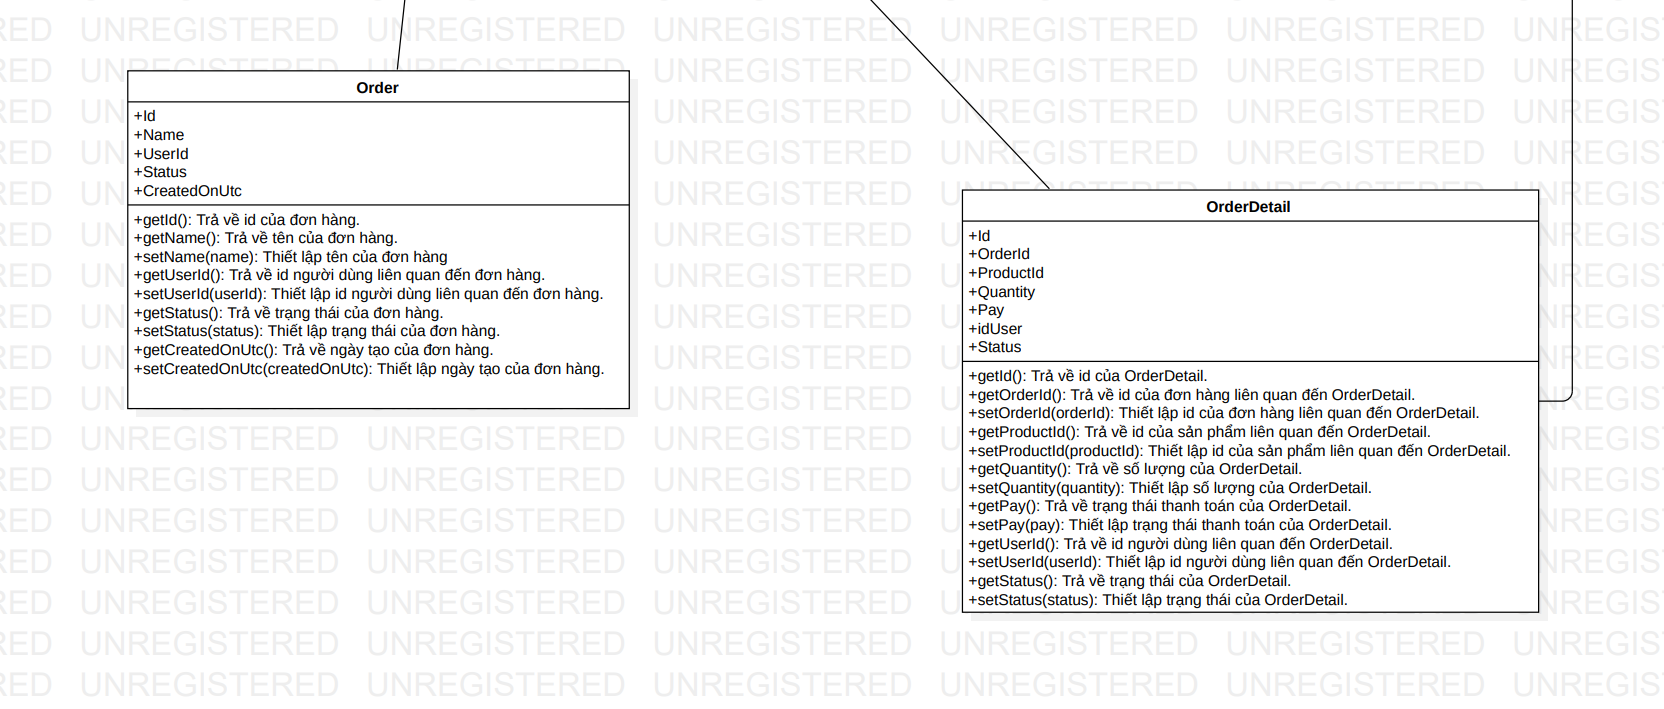 Order
+Id
+Name
+UserId
+Status
+CreatedOnUtc
+getId(): Trả về id của đơn hàng.
+getName(): Trả về tên của đơn hàng.
+setName(name): Thiết lập tên của đơn hàng
+getUserId(): Trả về id người dùng liên quan đến đơn hàng.
+setUserId(userId): Thiết lập id người dùng liên quan đến đơn hàng.
+getStatus(): Trả về trạng thái của đơn hàng.
+setStatus(status): Thiết lập trạng thái của đơn hàng.
+getCreatedOnUtc(): Trả về ngày tạo của đơn hàng.
+setCreatedOnUtc(createdOnUtc): Thiết lập ngày tạo của đơn hàng.
OrderDetail
+Id
+OrderId
+ProductId
+Quantity
+Pay
+idUser
+Status
+getId(): Trả về id của OrderDetail.
+getOrderId(): Trả về id của đơn hàng liên quan đến OrderDetail.
+setOrderId(orderId): Thiết lập id của đơn hàng liên quan đến OrderDetail.
+getProductId(): Trả về id của sản phẩm liên quan đến OrderDetail.
+setProductId(productId): Thiết lập id của sản phẩm liên quan đến OrderDetail.
+getQuantity(): Trả về số lượng của OrderDetail.
+setQuantity(quantity): Thiết lập số lượng của OrderDetail.
+getPay(): Trả về trạng thái thanh toán của OrderDetail.
+setPay(pay): Thiết lập trạng thái thanh toán của OrderDetail.
+getUserId(): Trả về id người dùng liên quan đến OrderDetail.
+setUserId(userId): Thiết lập id người dùng liên quan đến OrderDetail.
+getStatus(): Trả về trạng thái của OrderDetail.
+setStatus(status): Thiết lập trạng thái của OrderDetail.
UNREGISTERED